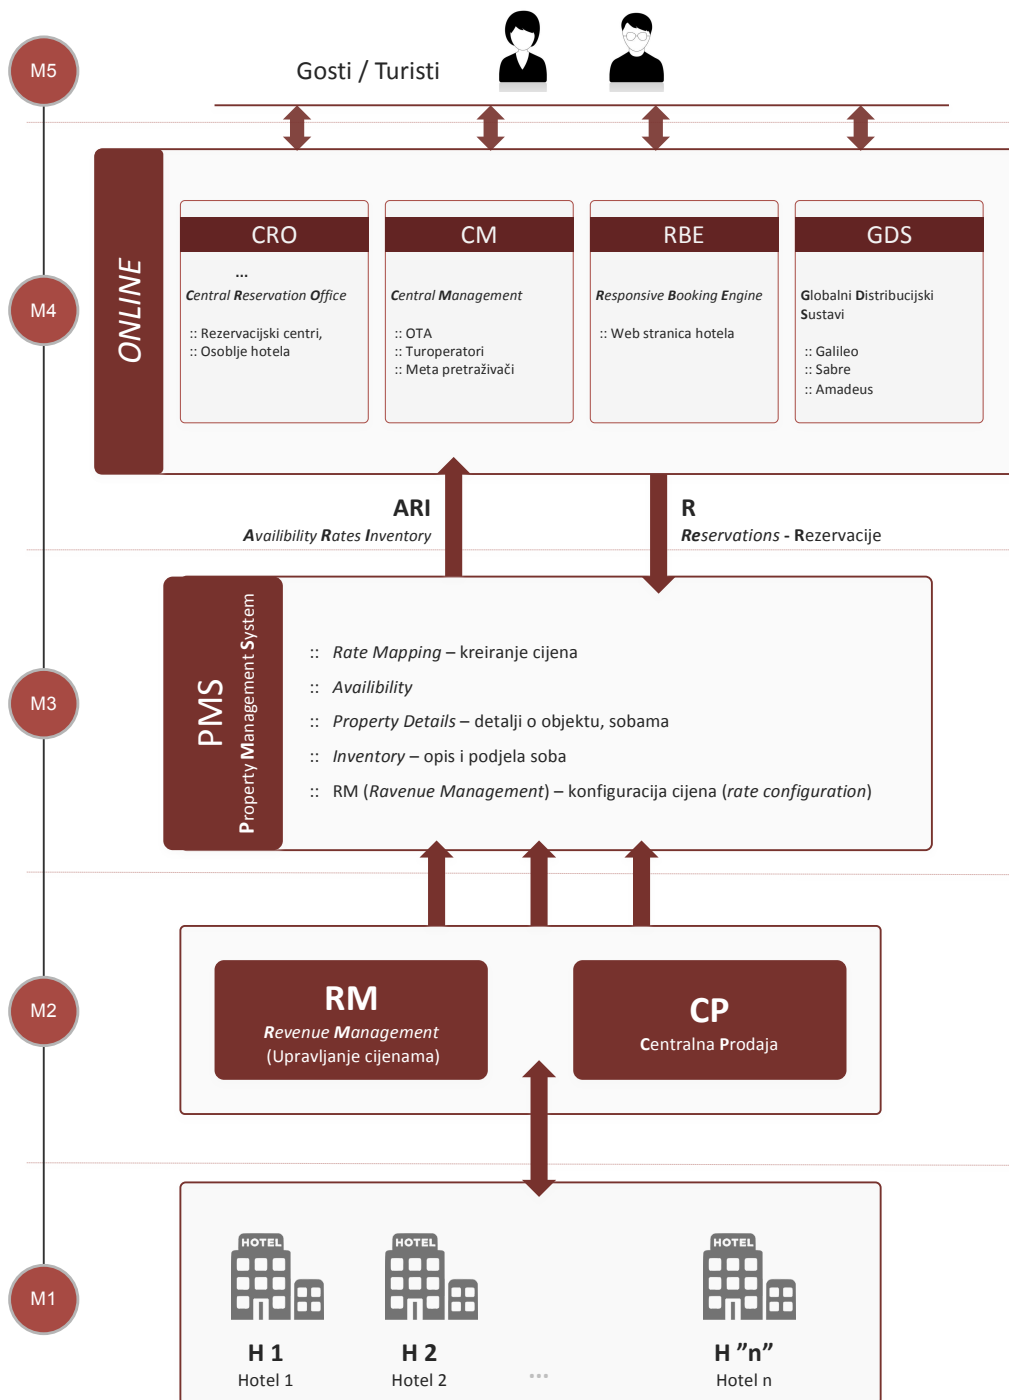 M5
Gosti / Turisti
M4
ONLINE
CRO
...
Central Reservation Office
:: Rezervacijski centri,
:: Osoblje hotela
CM
Central Management
:: OTA
:: Turoperatori
:: Meta pretraživači
RBE
Responsive Booking Engine
:: Web stranica hotela
GDS
Globalni Distribucijski
Sustavi
:: Galileo
:: Sabre
:: Amadeus
ARI
Availibility Rates Inventory
R
Reservations - Rezervacije
M3
PMS
Property Management System
:: Rate Mapping – kreiranje cijena
:: Availibility
:: Property Details – detalji o objektu, sobama
:: Inventory – opis i podjela soba
:: RM (Ravenue Management) – konfiguracija cijena (rate configuration)
M2
RM
Revenue Management
(Upravljanje cijenama)
CP
Centralna Prodaja
M1
HOTEL
H 1
Hotel 1
HOTEL
H 2
Hotel 2
...
HOTEL
H ”n”
Hotel n